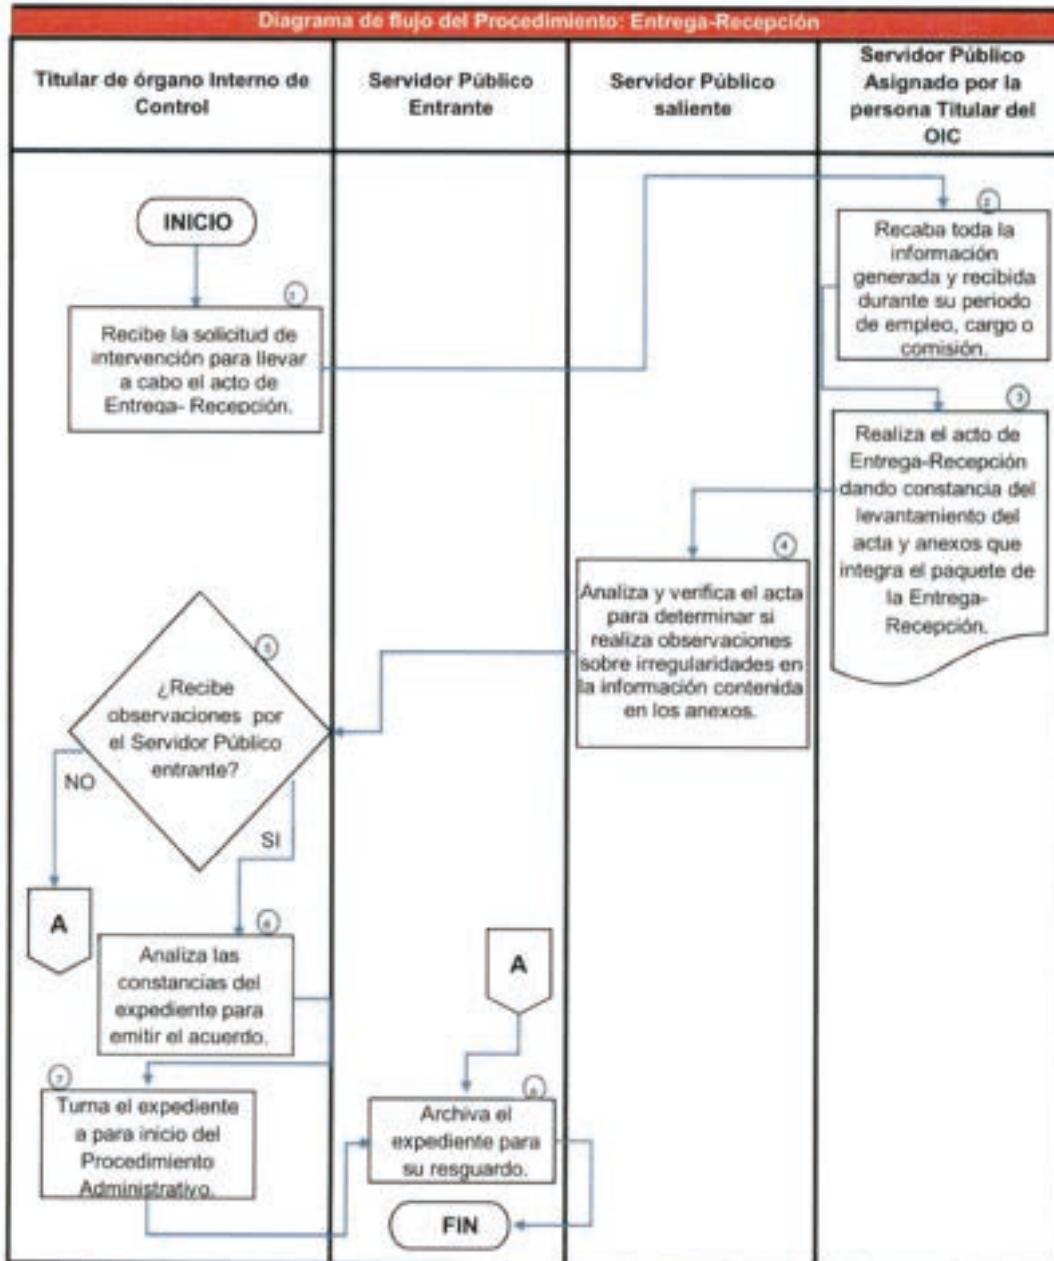 Diagrama de flujo del Procedimiento: Entrega-Recepción
Titular de órgano Interno de
Control
Servidor Público
Entrante
Servidor Público
saliente
Servidor Público
Asignado por la
persona Titular del
OIC
INICIO
1
Recibe la solicitud de
intervención para llevar
a cabo el acto de
Entrega- Recepción.
2
Recaba toda la
información
generada y recibida
durante su periodo
de empleo, cargo o
comisión.
3
Realiza el acto de
Entrega-Recepción
dando constancia del
levantamiento del
acta y anexos que
integra el paquete de
la Entrega-
Recepción.
4
Analiza y verifica el acta
para determinar si
realiza observaciones
sobre irregularidades en
la información contenida
en los anexos.
5
¿Recibe
observaciones por
el Servidor Público
entrante?
NO
SI
A
6
Analiza las
constancias del
expediente para
emitir el acuerdo.
7
Turna el expediente
a para inicio del
Procedimiento
Administrativo.
A
Archiva el
expediente para
su resguardo.
FIN